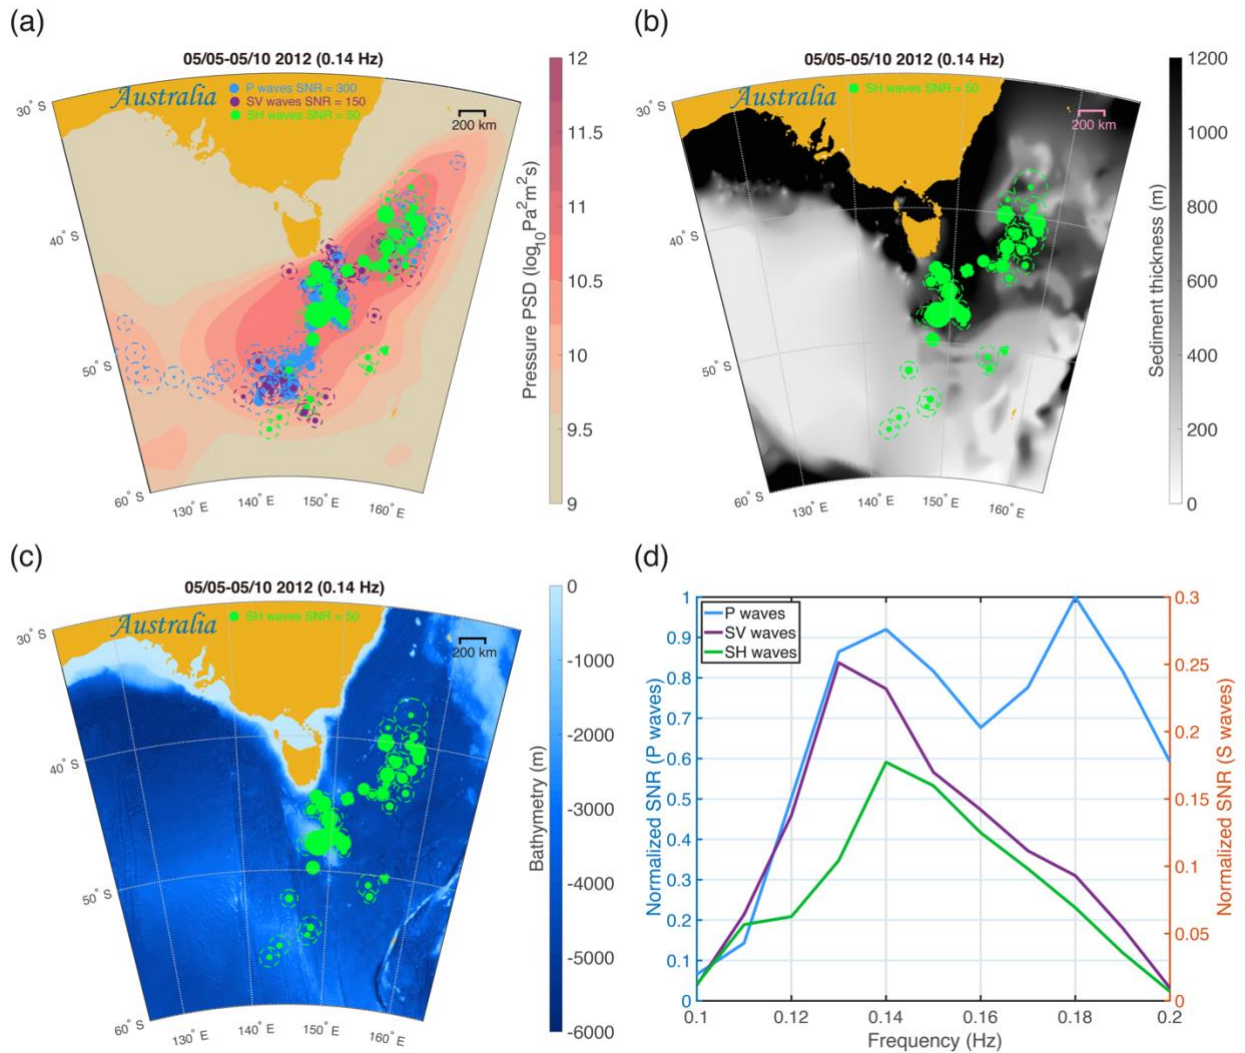 (a)
05/05-05/10 2012 (0.14 Hz)
Australia
P waves SNR = 300
SV waves SNR = 150
SH waves SNR = 50
200 km
30° S
40° S
50° S
60° S
130° E
140° E
150° E
160° E
12
11.5
11
10.5
10
9.5
9
Pressure PSD (log10Pa2m2s)
(b)
05/05-05/10 2012 (0.14 Hz)
Australia
SH waves SNR = 50
200 km
30° S
40° S
50° S
60° S
130° E
140° E
150° E
160° E
1200
1000
800
600
400
200
0
Sediment thickness (m)
(c)
05/05-05/10 2012 (0.14 Hz)
Australia
SH waves SNR = 50
200 km
30° S
40° S
50° S
60° S
130° E
140° E
150° E
160° E
0
-1000
-2000
-3000
-4000
-5000
-6000
Bathymetry (m)
(d)
P waves
SV waves
SH waves
1
0.9
0.8
0.7
0.6
0.5
0.4
0.3
0.2
0.1
0
Normalized SNR (P waves)
0.3
0.25
0.2
0.15
0.1
0.05
0
Normalized SNR (S waves)
0.1
0.12
0.14
0.16
0.18
0.2
Frequency (Hz)